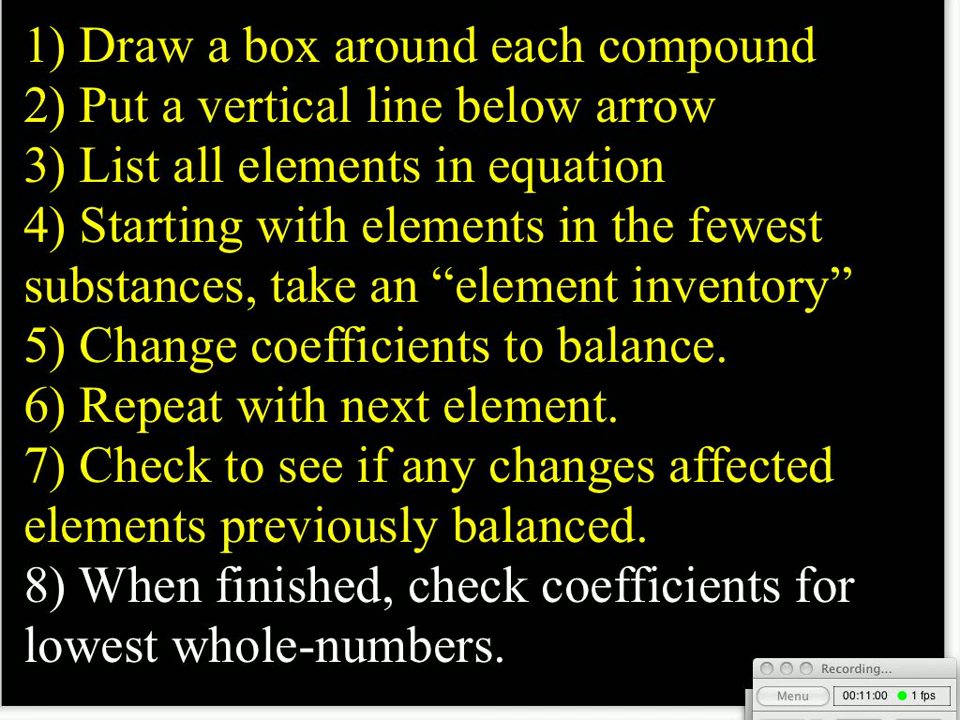 1) Draw a box around each compound
2) Put a vertical line below arrow
3) List all elements in equation
4) Starting with elements in the fewest
substances, take an “element inventory”
5) Change coefficients to balance.
6) Repeat with next element.
7) Check to see if any changes affected
elements previously balanced.
8) When finished, check coefficients for
lowest whole-numbers.
Recording...
Menu 00:11:00 1 fps